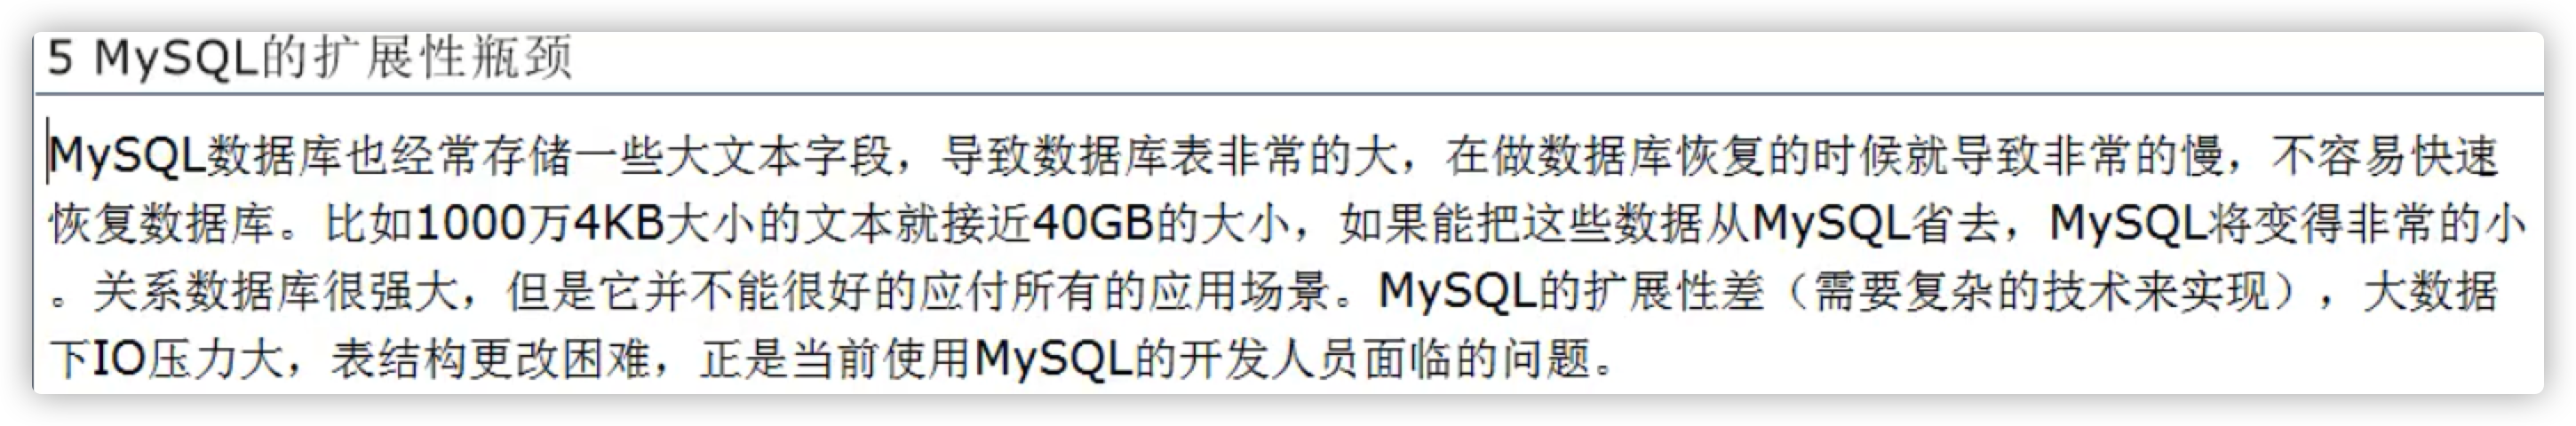 5 MySQL的扩展性瓶颈
MySQL数据库也经常存储一些大文本字段，导致数据库表非常的大，在做数据库恢复的时候就导致非常的慢，不容易快速
恢复数据库。比如1000万4KB大小的文本就接近40GB的大小，如果能把这些数据从MySQL省去，MySQL将变得非常的小
。关系数据库很强大，但是它并不能很好的应付所有的应用场景。MySQL的扩展性差（需要复杂的技术来实现），大数据
下IO压力大，表结构更改困难，正是当前使用MySQL的开发人员面临的问题。